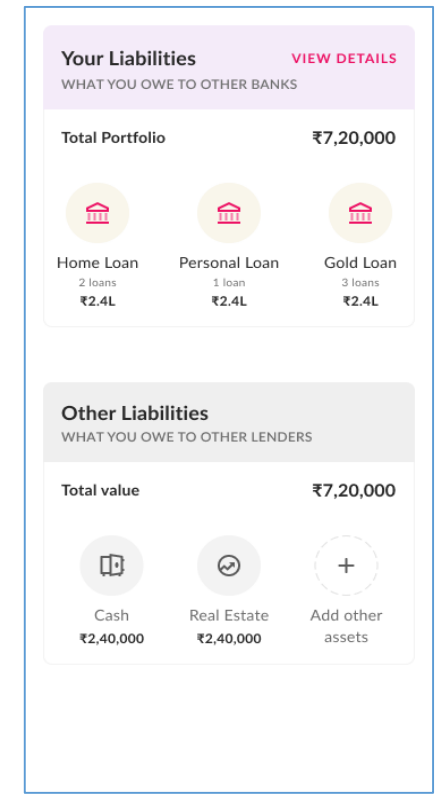 Your Liabilities VIEW DETAILS
WHAT YOU OWE TO OTHER BANKS
Total Portfolio ₹7,20,000
Home Loan Personal Loan Gold Loan
2 loans 1 loan 3 loans
₹2.4L ₹2.4L ₹2.4L
Other Liabilities
WHAT YOU OWE TO OTHER LENDERS
Total value ₹7,20,000
Cash Real Estate Add other
₹2,40,000 ₹2,40,000 assets